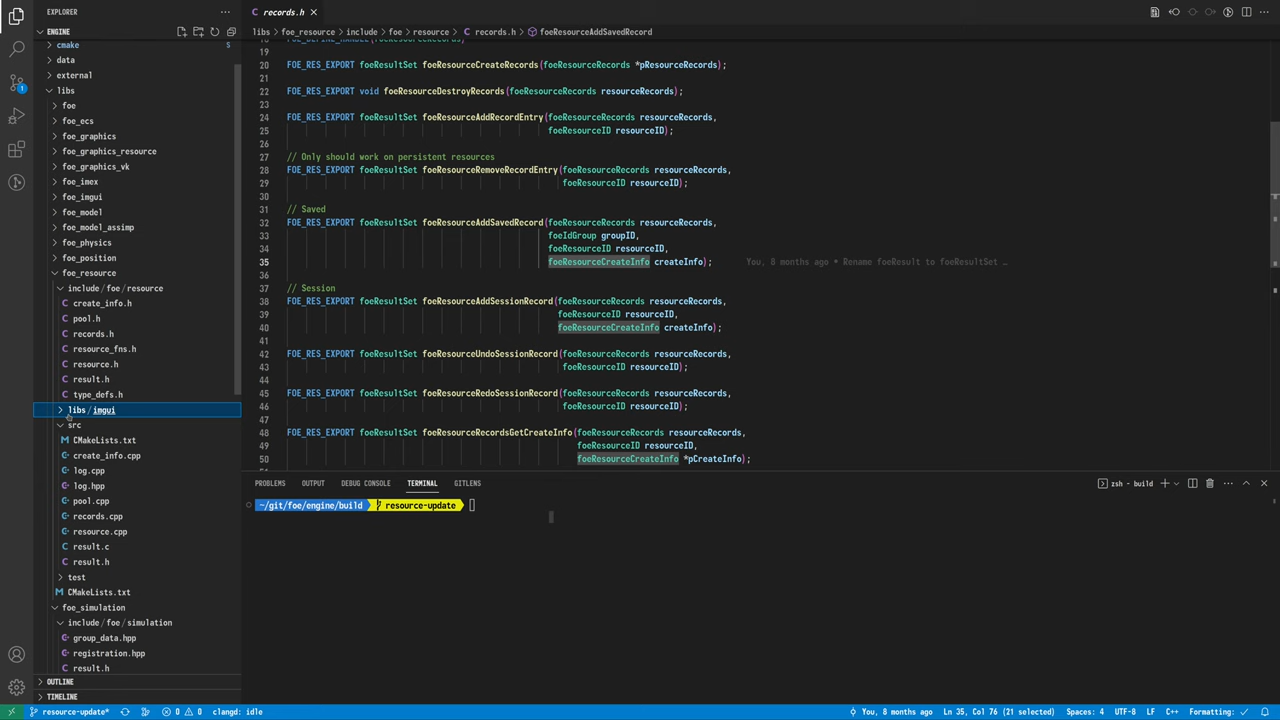 EXPLORER
···
ENGINE
cmake S
data
external
libs
foe
foe_ecs
foe_graphics
foe_graphics_resource
foe_graphics_vk
foe_imex
foe_imgui
foe_model
foe_model_assimp
foe_physics
foe_position
foe_resource
include / foe / resource
create_info.h
pool.h
records.h
resource_fns.h
resource.h
result.h
type_defs.h
libs / imgui
src
CMakeLists.txt
create_info.cpp
log.cpp
log.hpp
pool.cpp
records.cpp
resource.cpp
result.c
result.h
test
CMakeLists.txt
foe_simulation
include / foe / simulation
group_data.hpp
registration.hpp
result.h
OUTLINE
TIMELINE
1
records.h
libs > foe_resource > include > foe > resource > records.h > foeResourceAddSavedRecord
19
20 FOE_RES_EXPORT foeResultSet foeResourceCreateRecords(foeResourceRecords *pResourceRecords);
21
22 FOE_RES_EXPORT void foeResourceDestroyRecords(foeResourceRecords resourceRecords);
23
24 FOE_RES_EXPORT foeResultSet foeResourceAddRecordEntry(foeResourceRecords resourceRecords,
25 foeResourceID resourceID);
26
27 // Only should work on persistent resources
28 FOE_RES_EXPORT foeResultSet foeResourceRemoveRecordEntry(foeResourceRecords resourceRecords,
29 foeResourceID resourceID);
30
31 // Saved
32 FOE_RES_EXPORT foeResultSet foeResourceAddSavedRecord(foeResourceRecords resourceRecords,
33 foeIdGroup groupID,
34 foeResourceID resourceID,
35 foeResourceCreateInfo createInfo); You, 8 months ago • Rename foeResult to foeResultSet …
36
37 // Session
38 FOE_RES_EXPORT foeResultSet foeResourceAddSessionRecord(foeResourceRecords resourceRecords,
39 foeResourceID resourceID,
40 foeResourceCreateInfo createInfo);
41
42 FOE_RES_EXPORT foeResultSet foeResourceUndoSessionRecord(foeResourceRecords resourceRecords,
43 foeResourceID resourceID);
44
45 FOE_RES_EXPORT foeResultSet foeResourceRedoSessionRecord(foeResourceRecords resourceRecords,
46 foeResourceID resourceID);
47
48 FOE_RES_EXPORT foeResultSet foeResourceRecordsGetCreateInfo(foeResourceRecords resourceRecords,
49 foeResourceID resourceID,
50 foeResourceCreateInfo *pCreateInfo);
PROBLEMS OUTPUT DEBUG CONSOLE TERMINAL GITLENS
zsh - build
~/git/foe/engine/build resource-update
resource-update* 0 0 clangd: idle
You, 8 months ago Ln 35, Col 76 (21 selected) Spaces: 4 UTF-8 LF C++ Formatting: ✓